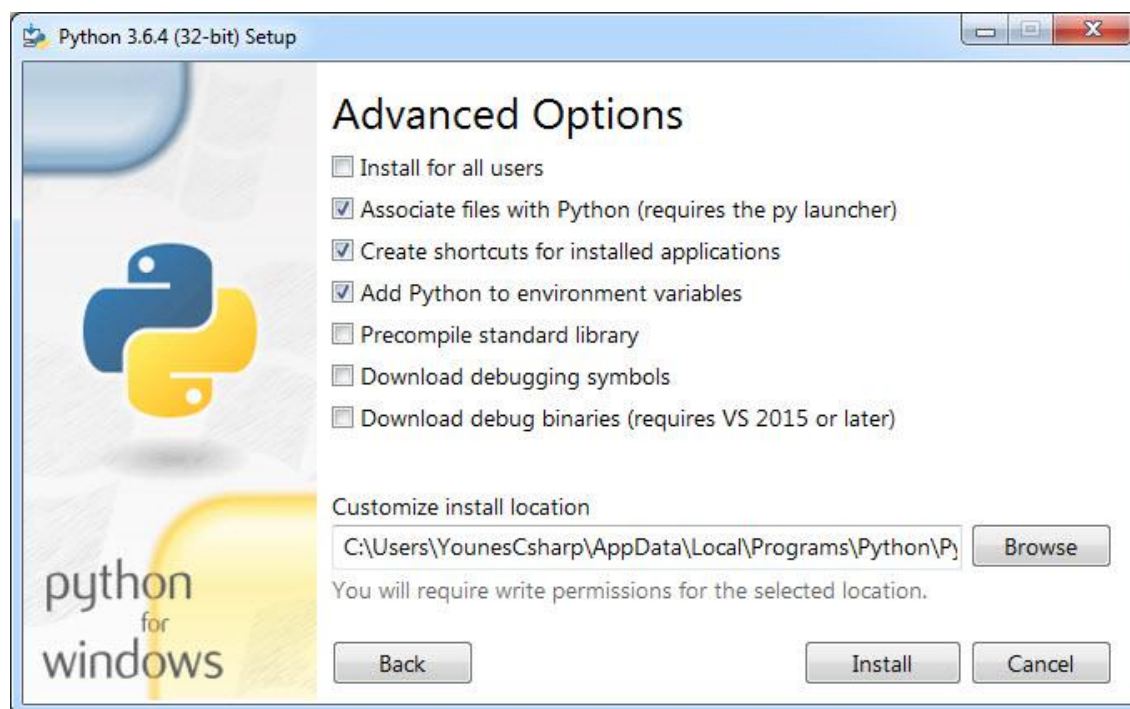 Python 3.6.4 (32-bit) Setup
Advanced Options
Install for all users
Associate files with Python (requires the py launcher)
Create shortcuts for installed applications
Add Python to environment variables
Precompile standard library
Download debugging symbols
Download debug binaries (requires VS 2015 or later)
Customize install location
C:\Users\YounesCsharp\AppData\Local\Programs\Python\Py
Browse
You will require write permissions for the selected location.
python
for
windows
Back
Install
Cancel